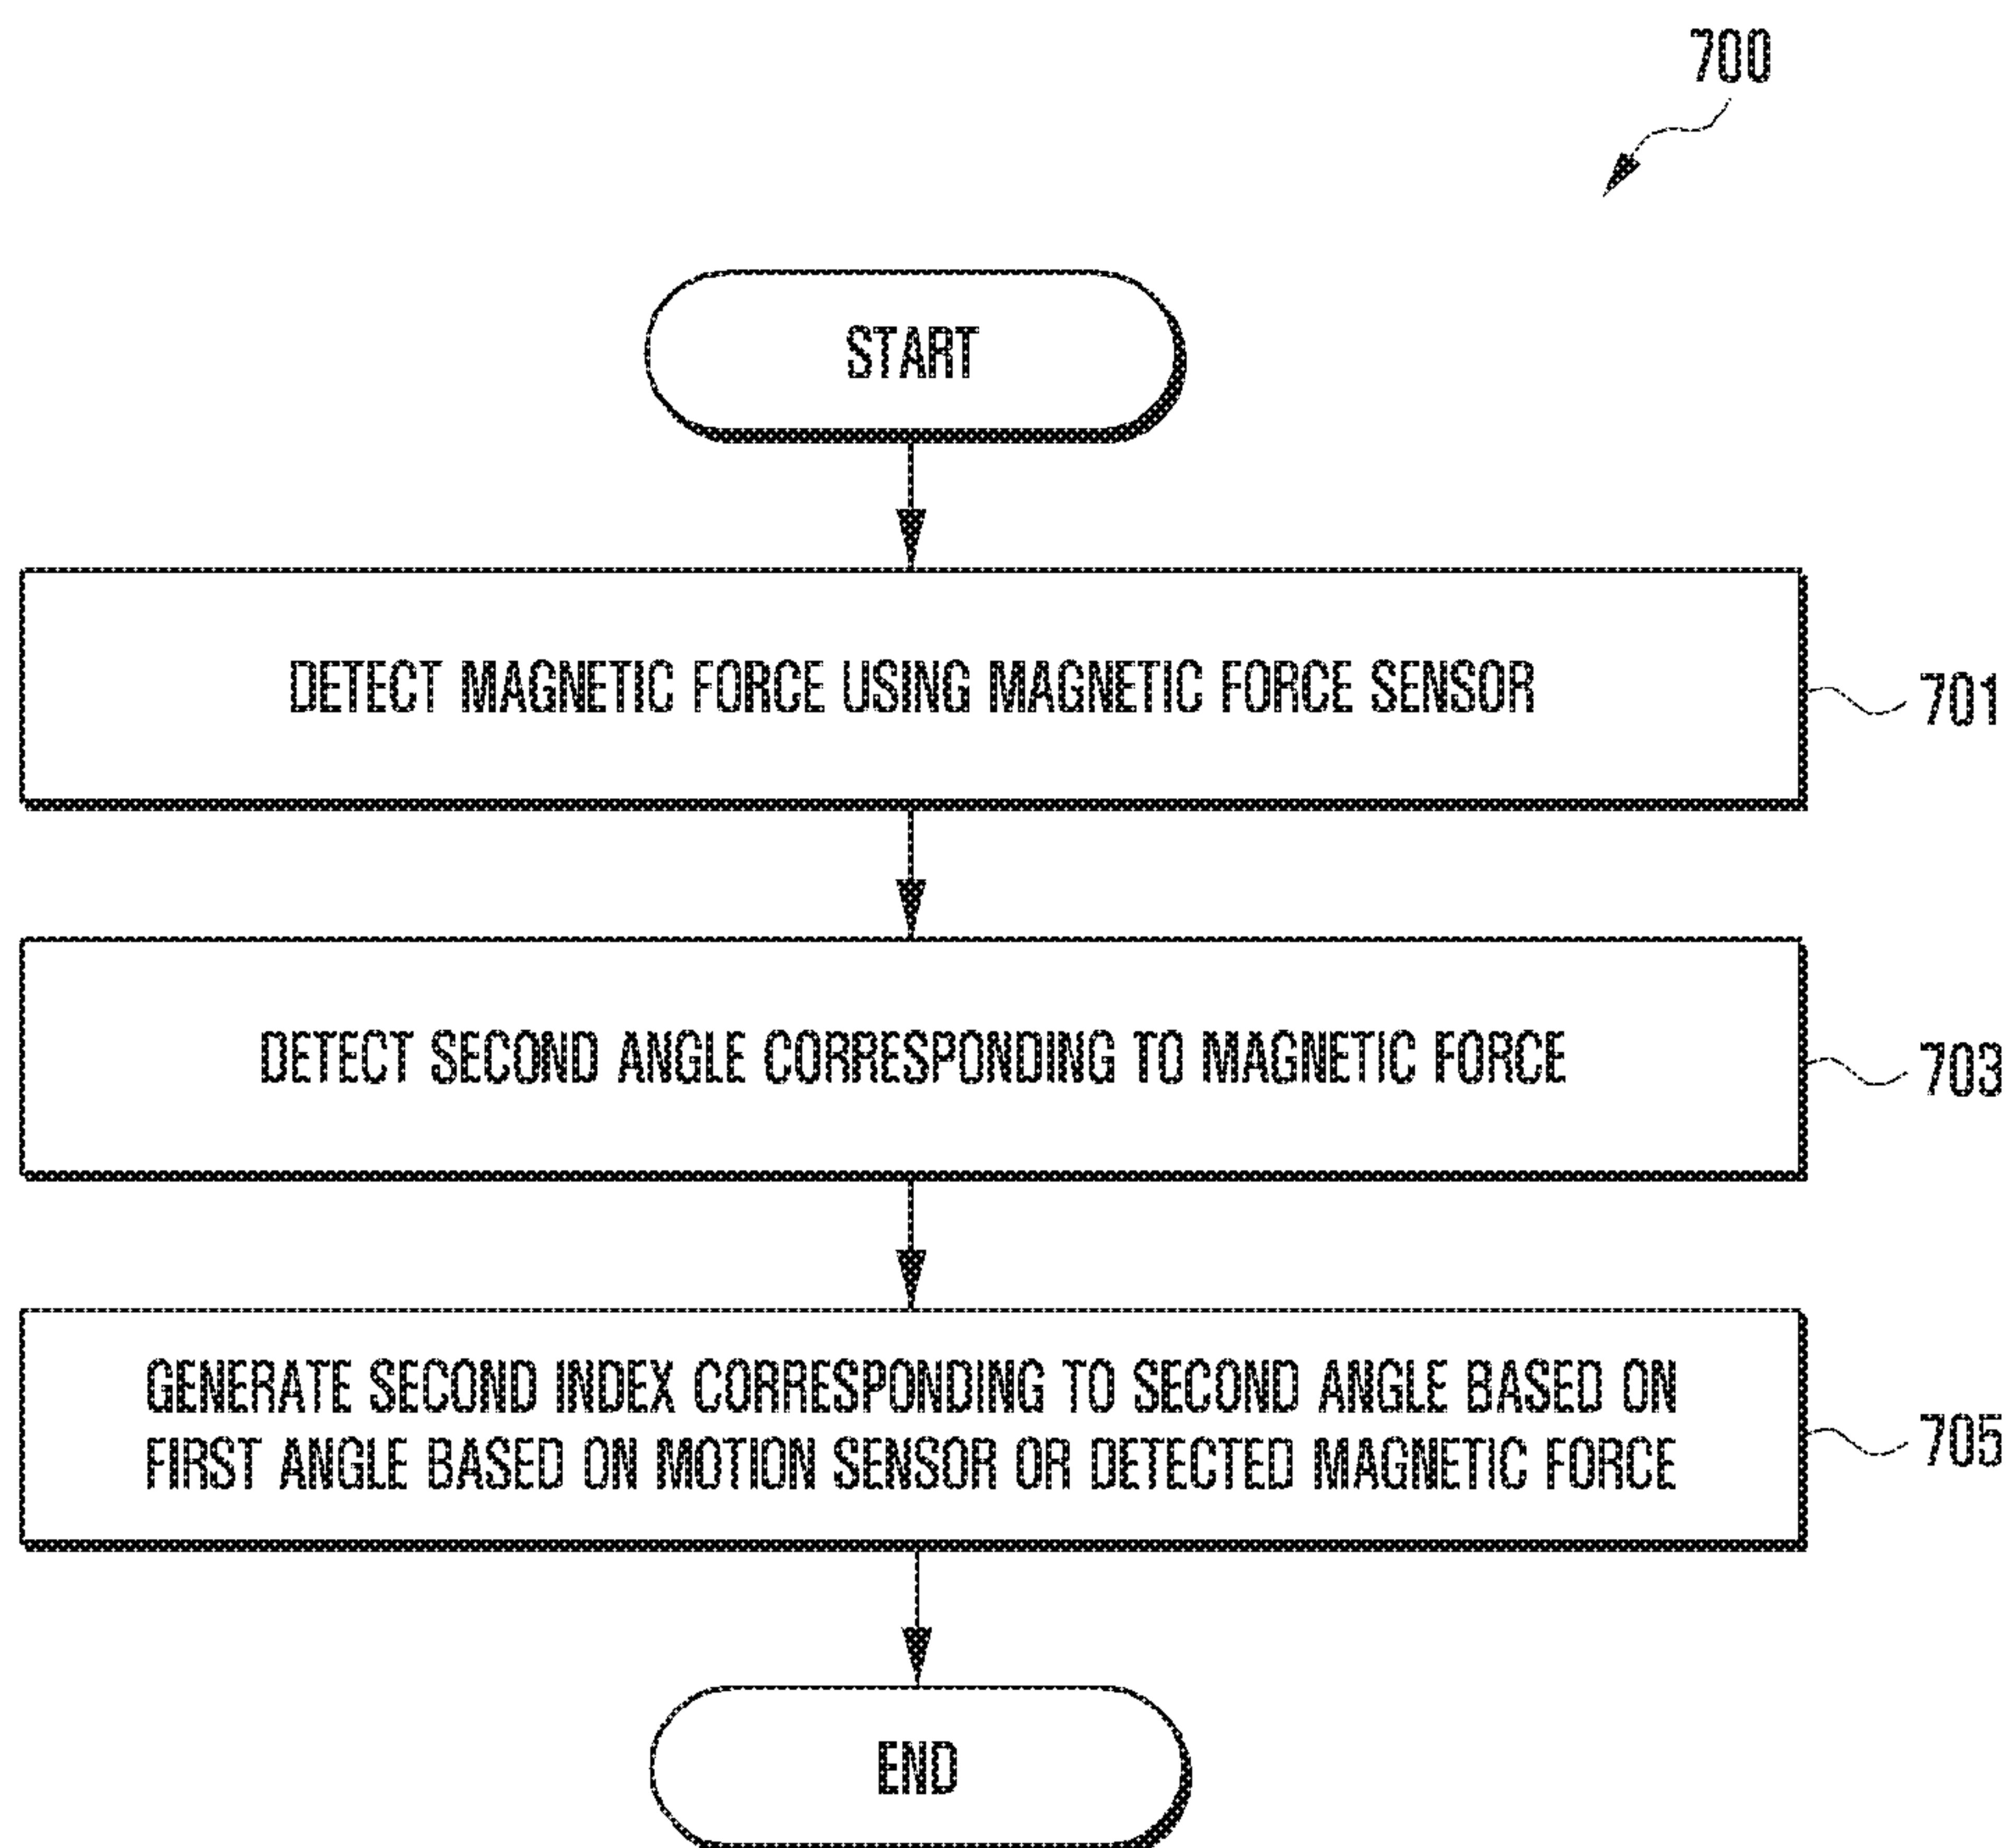 700
START
DETECT MAGNETIC FORCE USING MAGNETIC FORCE SENSOR
701
DETECT SECOND ANGLE CORRESPONDING TO MAGNETIC FORCE
703
GENERATE SECOND INDEX CORRESPONDING TO SECOND ANGLE BASED ON
FIRST ANGLE BASED ON MOTION SENSOR OR DETECTED MAGNETIC FORCE
705
END